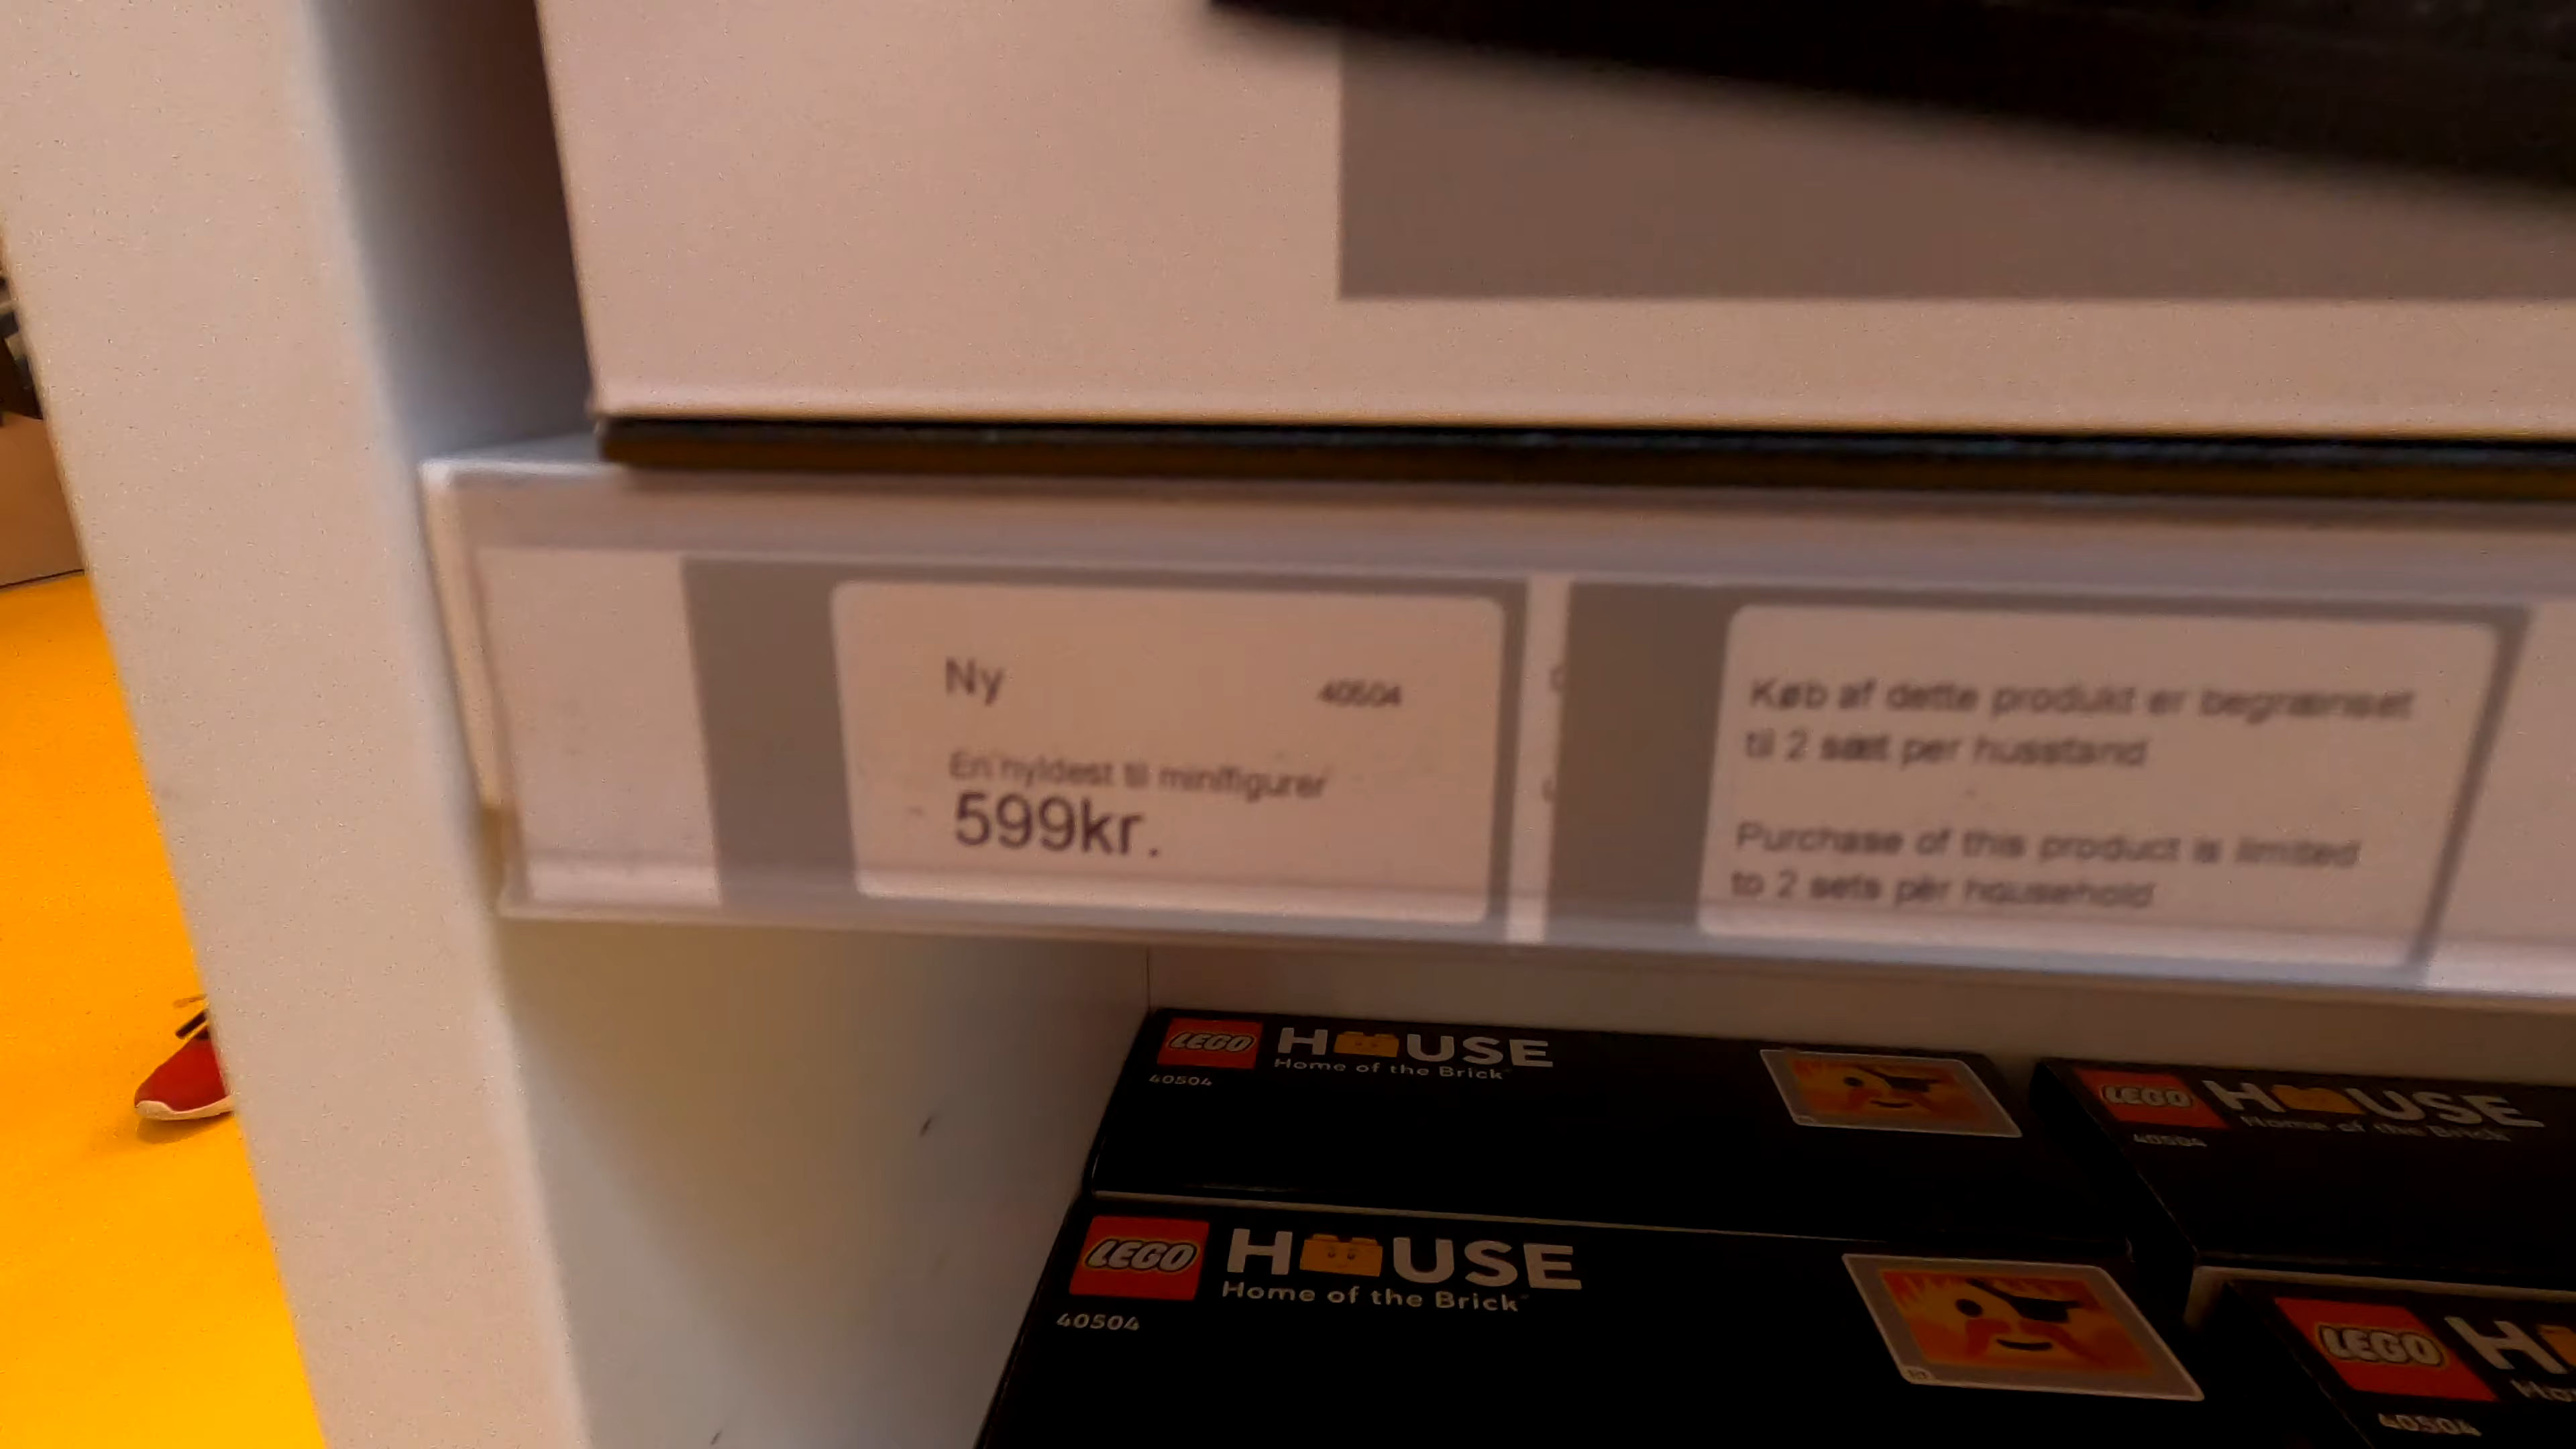 Ny
40504
En hyldest til minifigurer
599kr.
Køb af dette produkt er begrænset
til 2 sæt per husstand
Purchase of this product is limited
to 2 sets per household
LEGO HOUSE
Home of the Brick
40504
LEGO HOUSE
Home of the Brick
40504
LEGO HOUSE
Home of the Brick
40504
LEGO H
40504